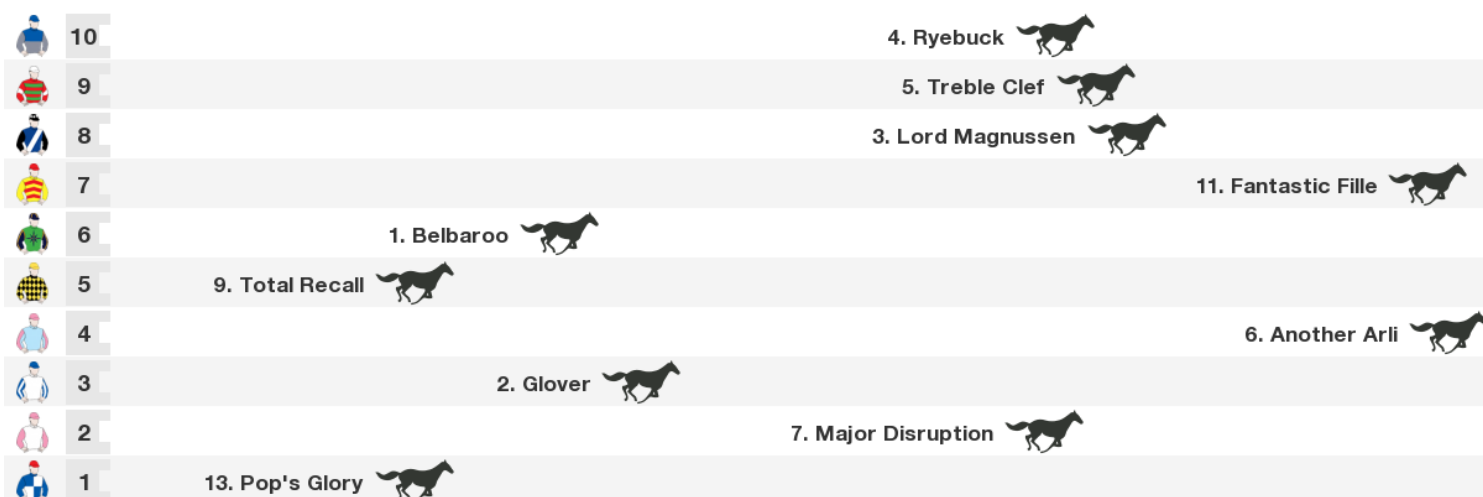 10 4. Ryebuck
9 5. Treble Clef
8 3. Lord Magnussen
7 11. Fantastic Fille
6 1. Belbaroo
5 9. Total Recall
4 6. Another Arli
3 2. Glover
2 7. Major Disruption
1 13. Pop's Glory